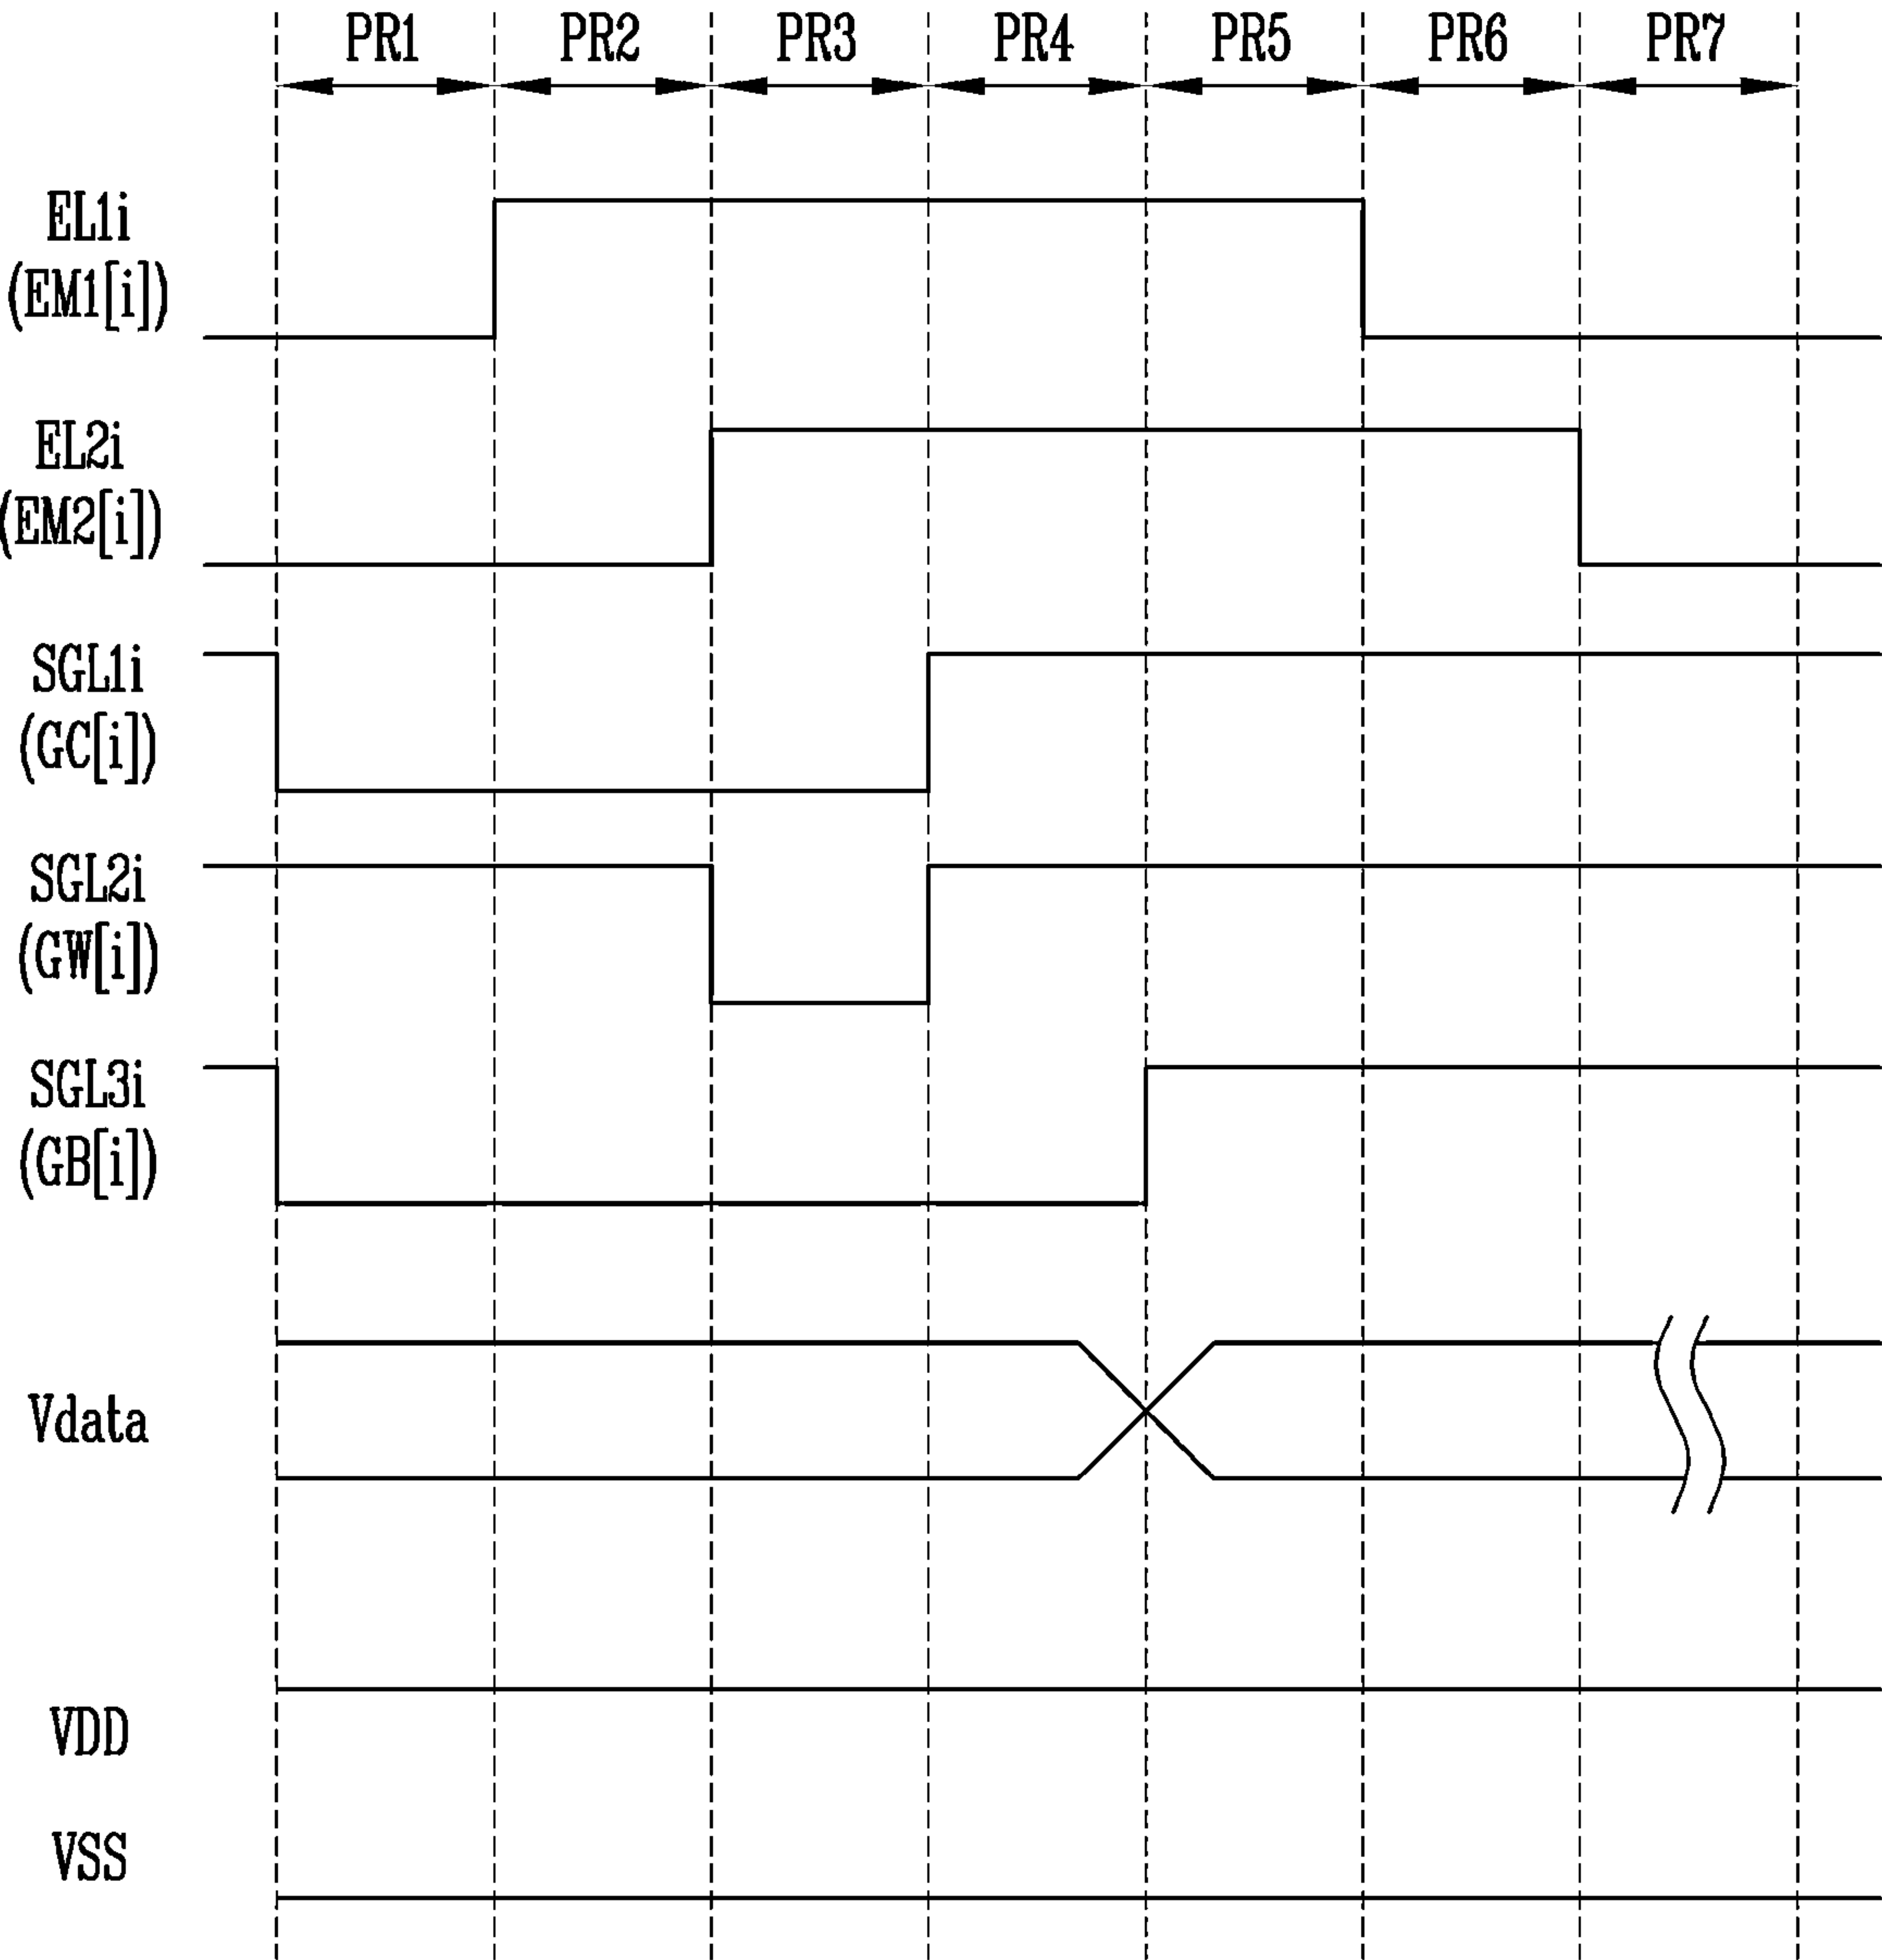 PR1 PR2 PR3 PR4 PR5 PR6 PR7
EL1i
(EM1[i])
EL2i
(EM2[i])
SGL1i
(GC[i])
SGL2i
(GW[i])
SGL3i
(GB[i])
Vdata
VDD
VSS